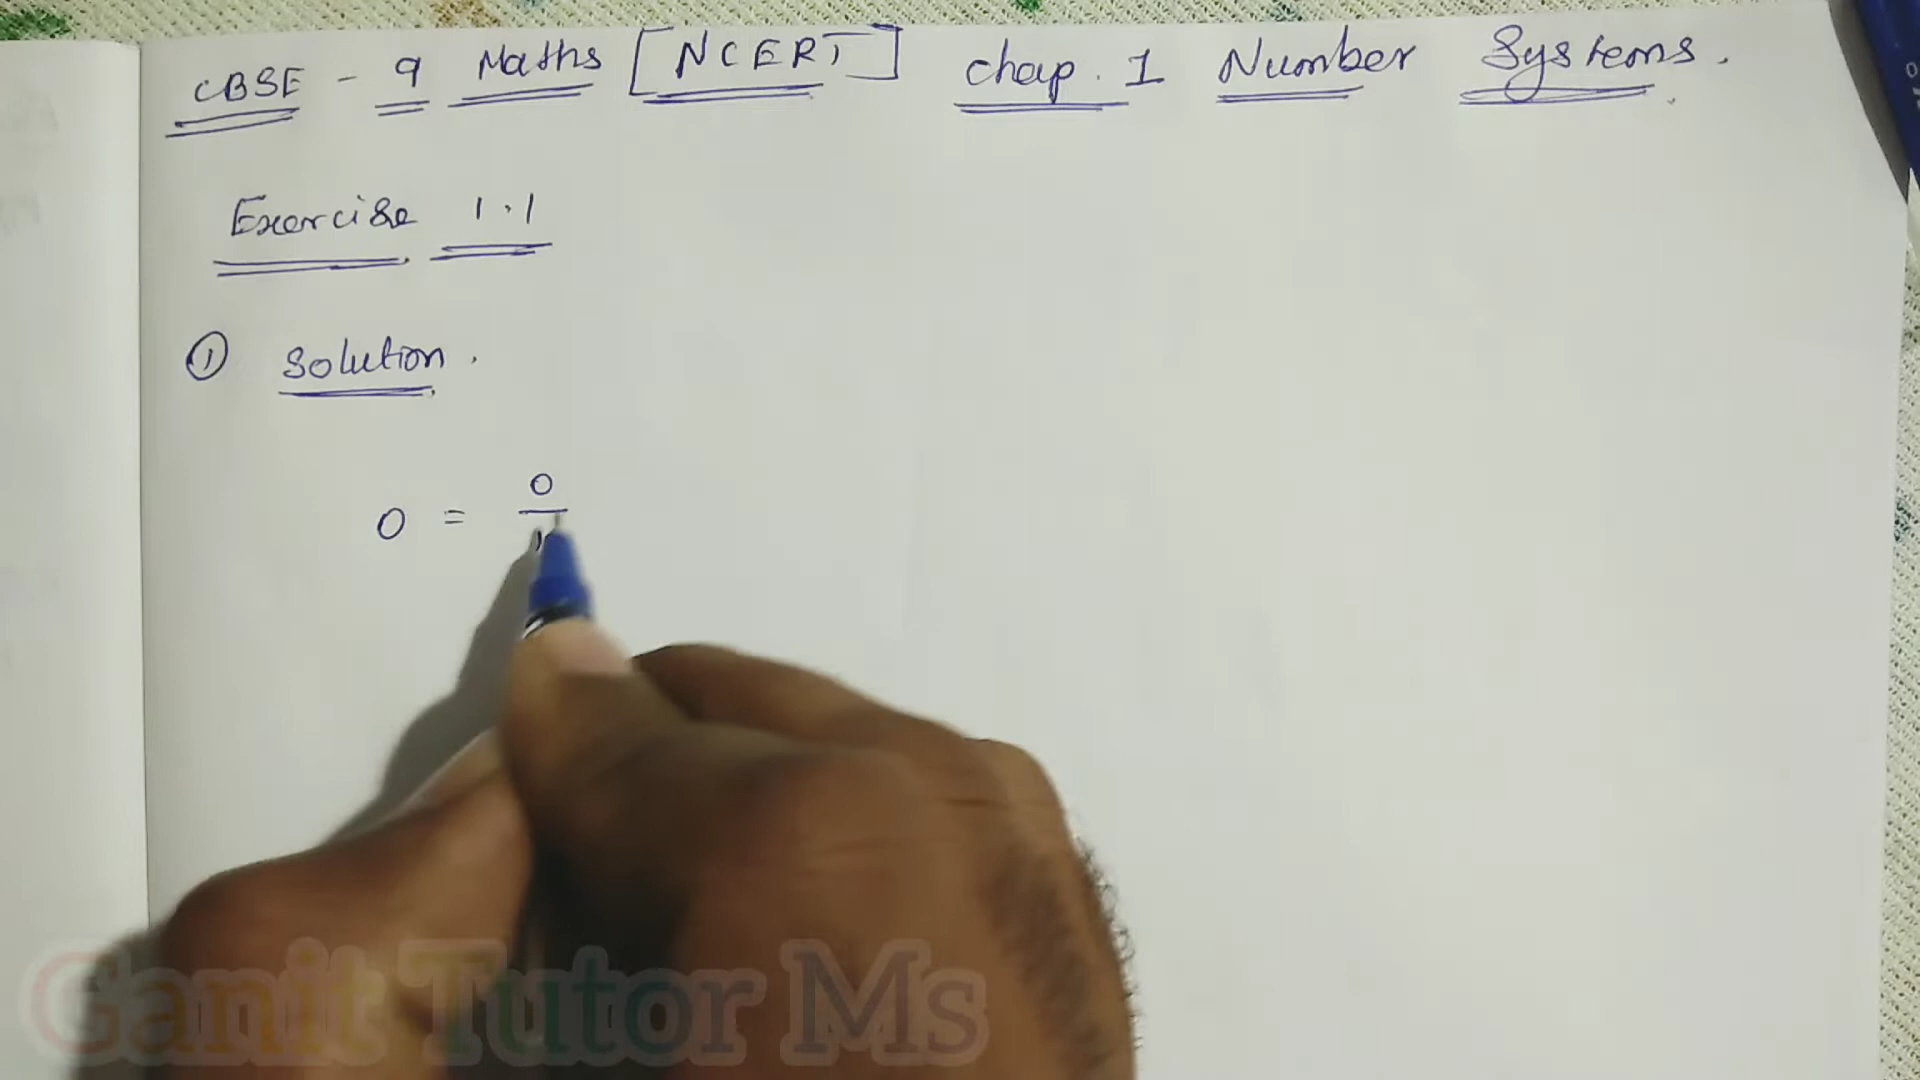 CBSE - 9 Maths [NCERT] chap. 1 Number Systems.
Exercise 1.1
① Solution.
0
0 =
Ganit Tutor Ms